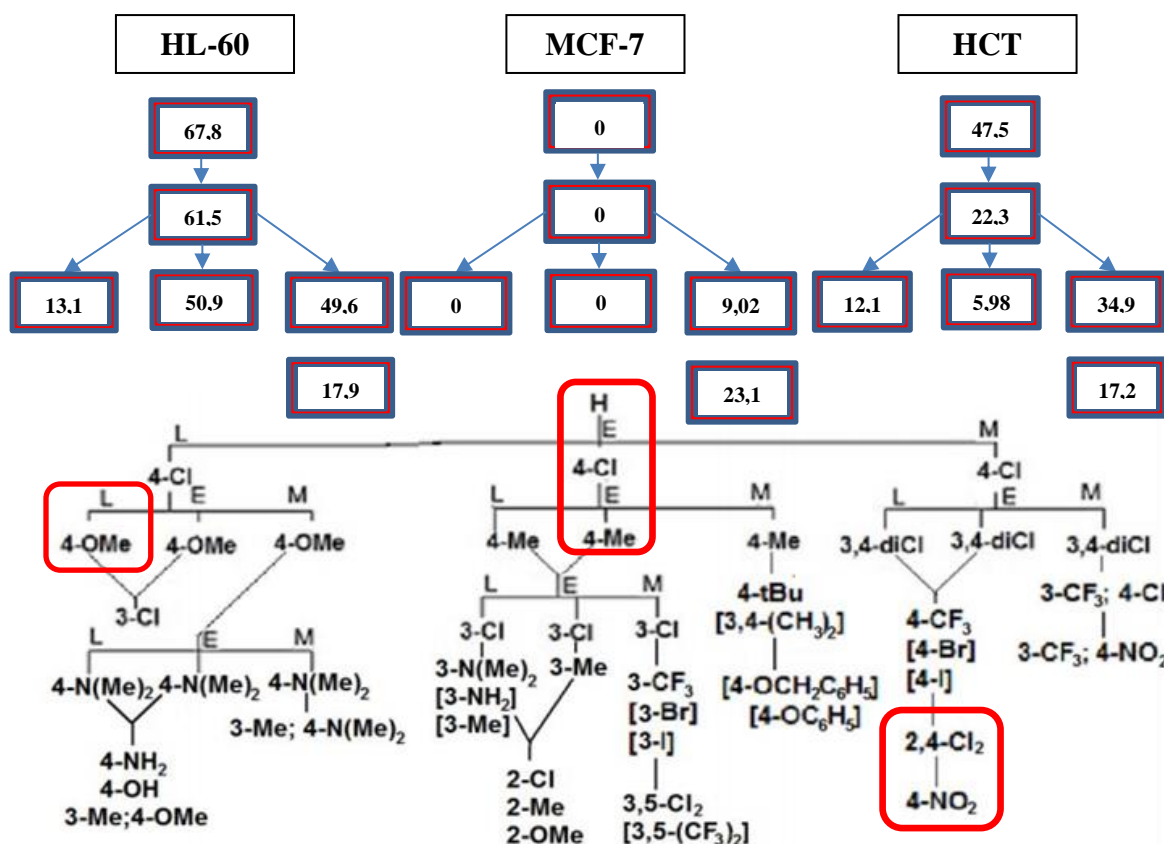 HL-60 MCF-7 HCT
67,8 0 47,5
61,5 0 22,3
13,1 50,9 49,6 0 0 9,02 12,1 5,98 34,9
17,9 23,1 17,2
H
L E M
4-Cl 4-Cl 4-Cl
L E M L E M L E M
4-OMe 4-OMe 4-OMe 4-Me 4-Me 4-Me 3,4-diCl 3,4-diCl 3,4-diCl
3-Cl
L E M
4-N(Me)₂ 4-N(Me)₂ 4-N(Me)₂
3-Me; 4-N(Me)₂
4-NH₂
4-OH
3-Me;4-OMe
L E M
3-Cl 3-Cl 3-Cl
3-N(Me)₂ 3-Me
[3-NH₂]
[3-Me]
3-CF₃
[3-Br]
[3-I]
2-Cl
2-Me
2-OMe
3,5-Cl₂
[3,5-(CF₃)₂]
4-tBu
[3,4-(CH₃)₂]
[4-OCH₂C₆H₅]
[4-OC₆H₅]
4-CF₃
[4-Br]
[4-I]
2,4-Cl₂
4-NO₂
3-CF₃; 4-Cl
3-CF₃; 4-NO₂